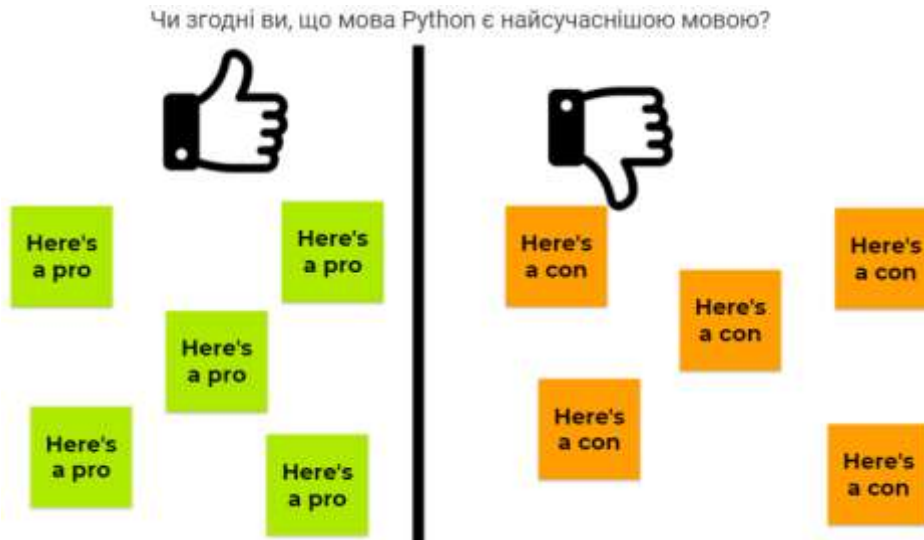 Чи згодні ви, що мова Python є найсучаснішою мовою?
Here's
a pro
Here's
a pro
Here's
a pro
Here's
a pro
Here's
a pro
Here's
a con
Here's
a con
Here's
a con
Here's
a con
Here's
a con